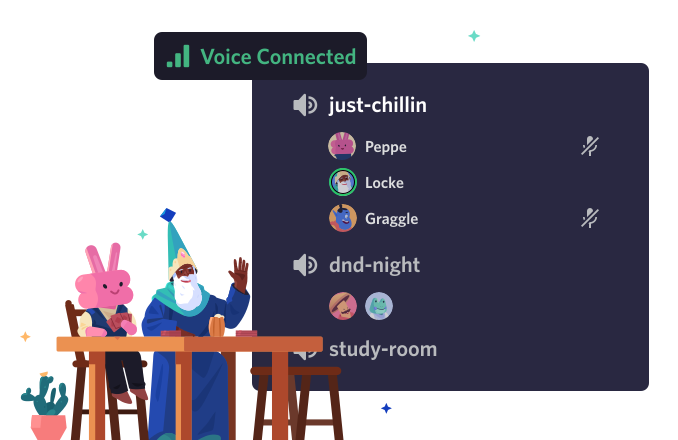 Voice Connected
just-chillin
Peppe
Locke
Graggle
dnd-night
study-room